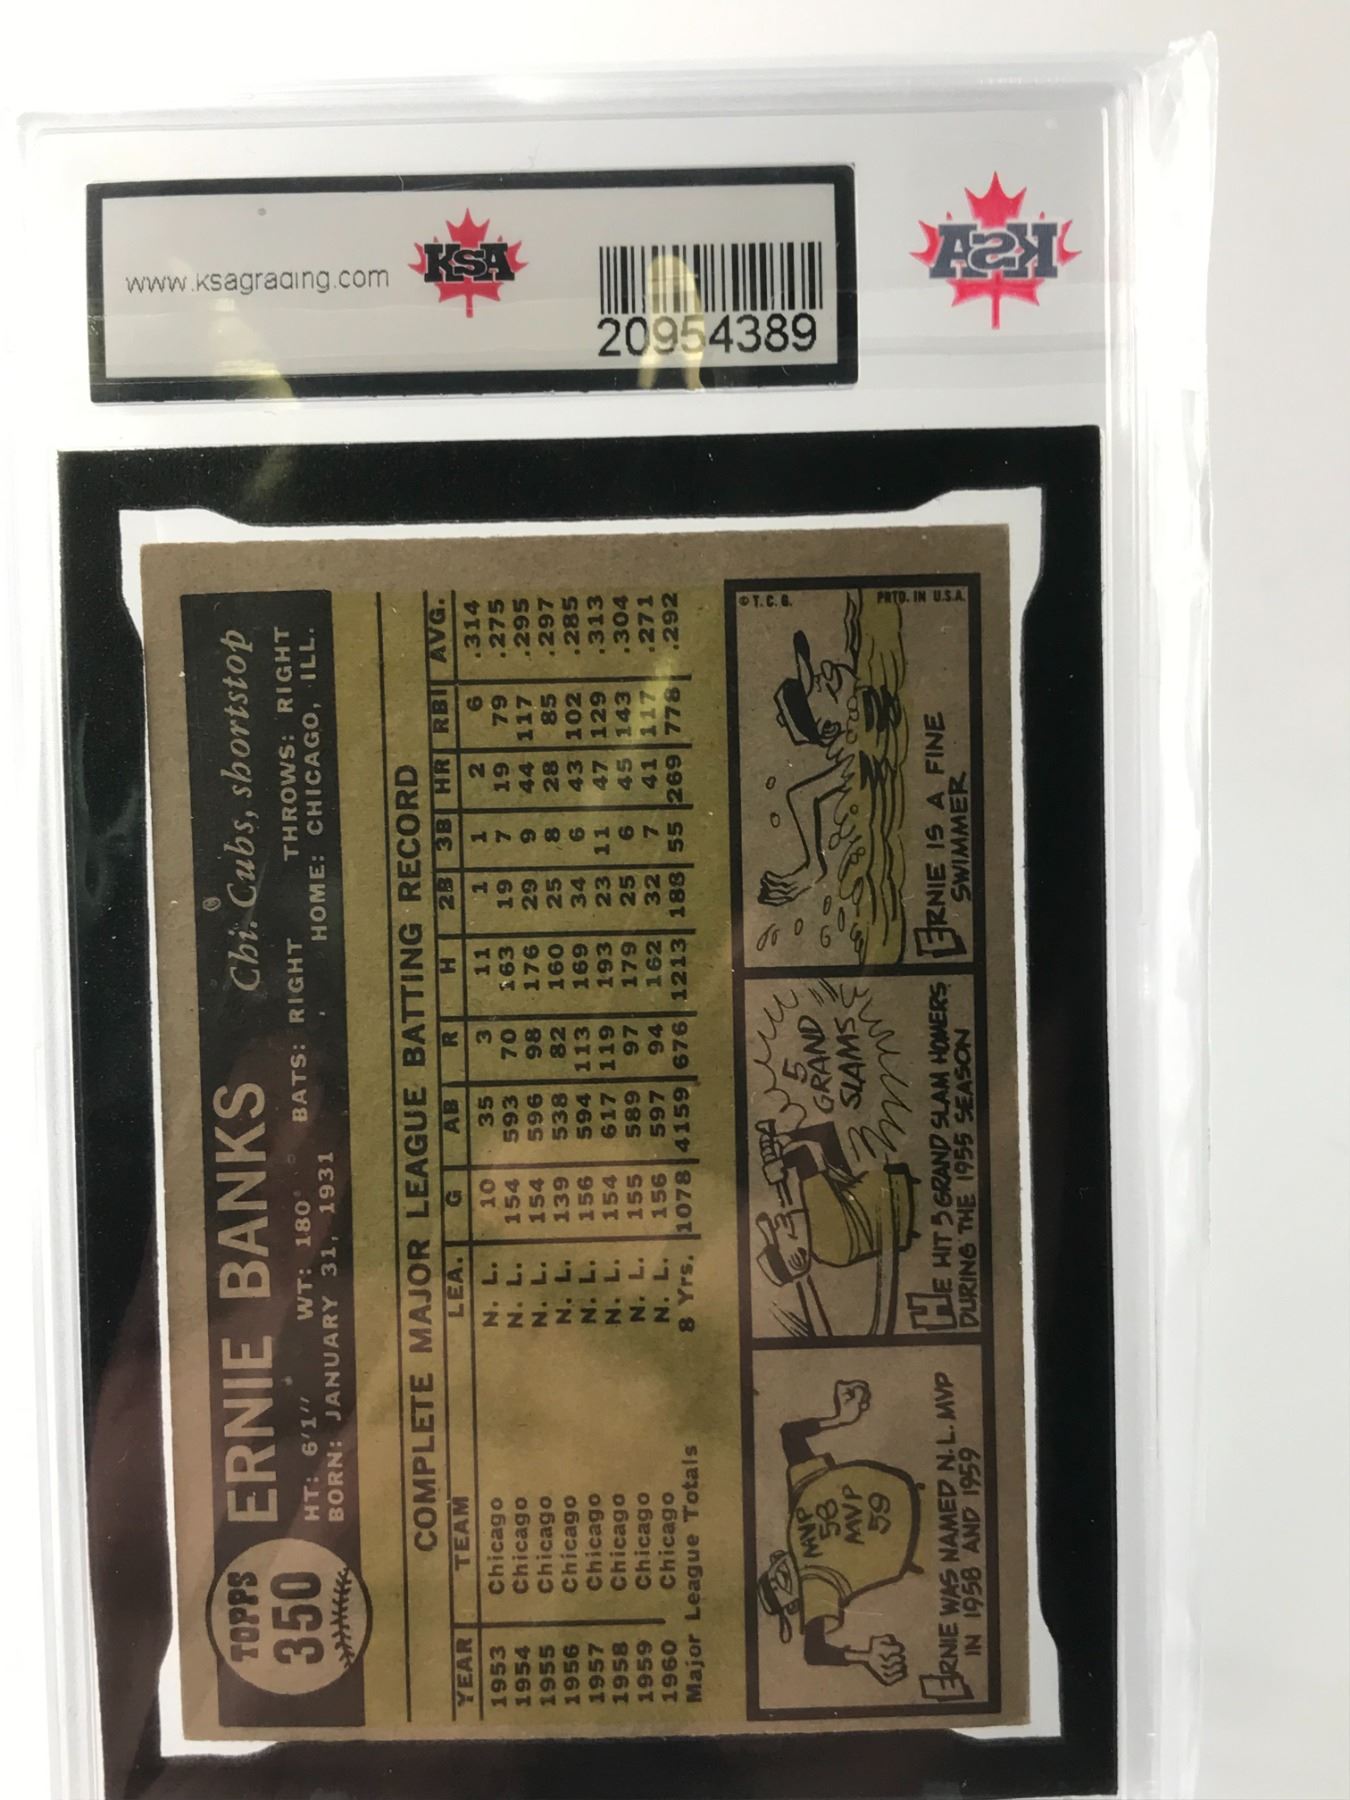 www.ksagrading.com
KSA
20954389
KSA
TOPPS
350
ERNIE BANKS
Chi. Cubs, shortstop
HT: 6'1" WT: 180 BATS: RIGHT THROWS: RIGHT
BORN: JANUARY 31, 1931 HOME: CHICAGO, ILL.
COMPLETE MAJOR LEAGUE BATTING RECORD
YEAR TEAM LEA. G AB R H 2B 3B HR RBI AVG.
1953 Chicago N. L. 10 35 3 11 1 1 2 6 .314
1954 Chicago N. L. 154 593 70 163 19 7 19 79 .275
1955 Chicago N. L. 154 596 98 176 29 9 44 117 .295
1956 Chicago N. L. 139 538 82 160 25 8 28 85 .297
1957 Chicago N. L. 156 594 113 169 34 6 43 102 .285
1958 Chicago N. L. 154 617 119 193 23 11 47 129 .313
1959 Chicago N. L. 155 589 97 179 25 6 45 143 .304
1960 Chicago N. L. 156 597 94 162 32 7 41 117 .271
Major League Totals 8 Yrs. 1078 4159 676 1213 188 55 269 778 .292
MVP
58
MVP
59
ERNIE WAS NAMED N.L. MVP
IN 1958 AND 1959
5
GRAND
SLAMS
HE HIT 5 GRAND SLAM HOMERS
DURING THE 1955 SEASON
© T. C. G.
PRTD. IN U.S.A.
ERNIE IS A FINE
SWIMMER